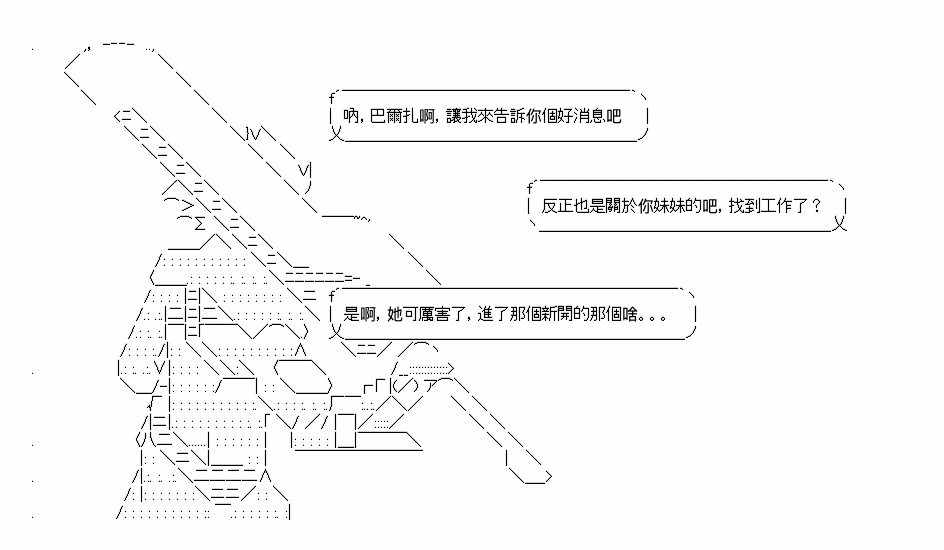 吶，巴爾扎啊，讓我來告訴你個好消息吧
反正也是關於你妹妹的吧，找到工作了？
是啊，她可厲害了，進了那個新開的那個啥。。。